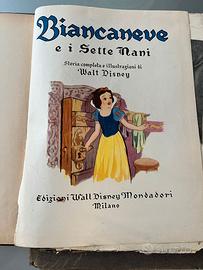 Biancaneve
e i Sette Nani
Storia completa e illustrazioni di
Walt Disney
Edizioni Walt Disney Mondadori
Milano